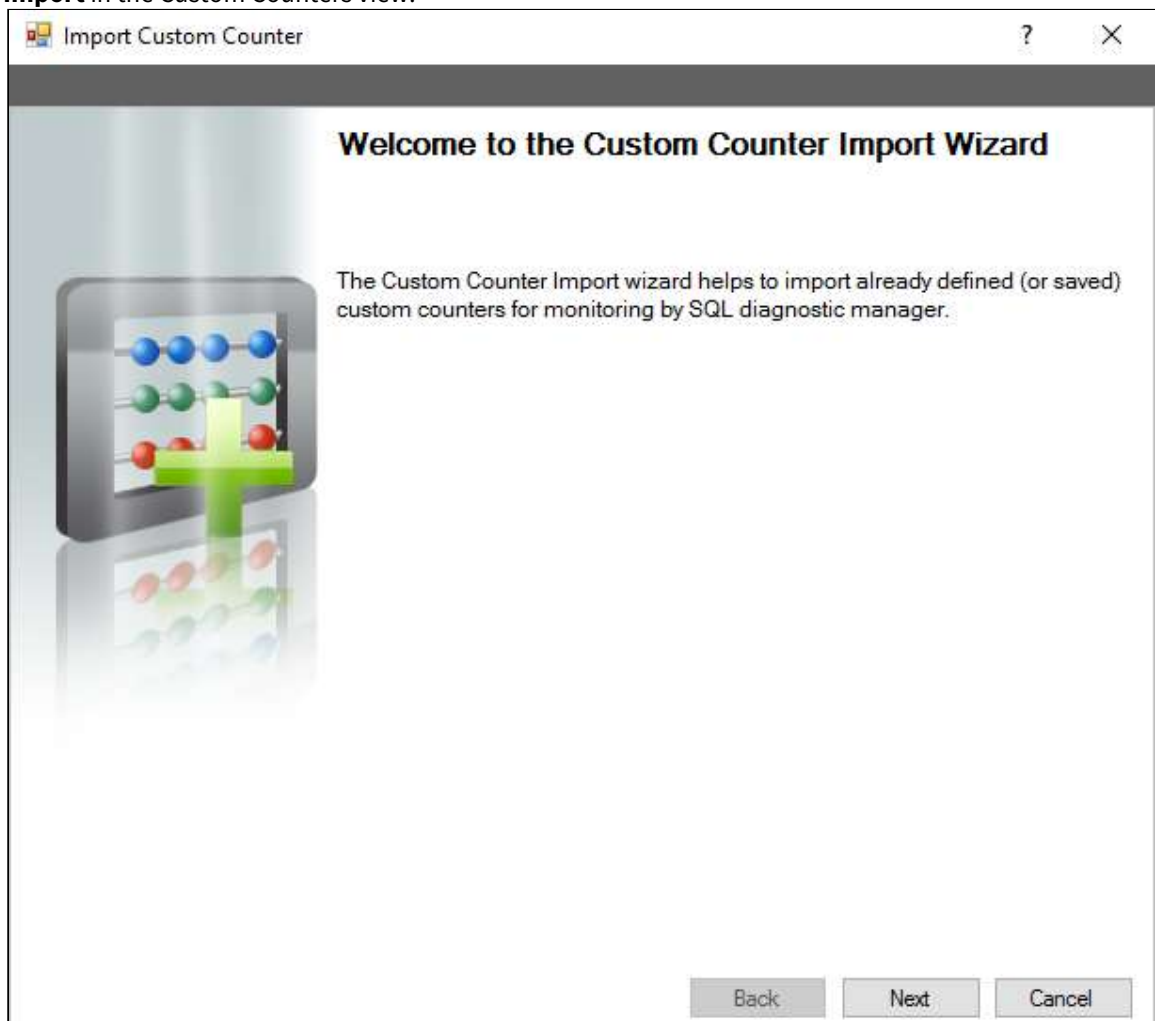 Import in the Custom Counters view.
Import Custom Counter ?
Welcome to the Custom Counter Import Wizard
The Custom Counter Import wizard helps to import already defined (or saved)
custom counters for monitoring by SQL diagnostic manager.
Back Next Cancel